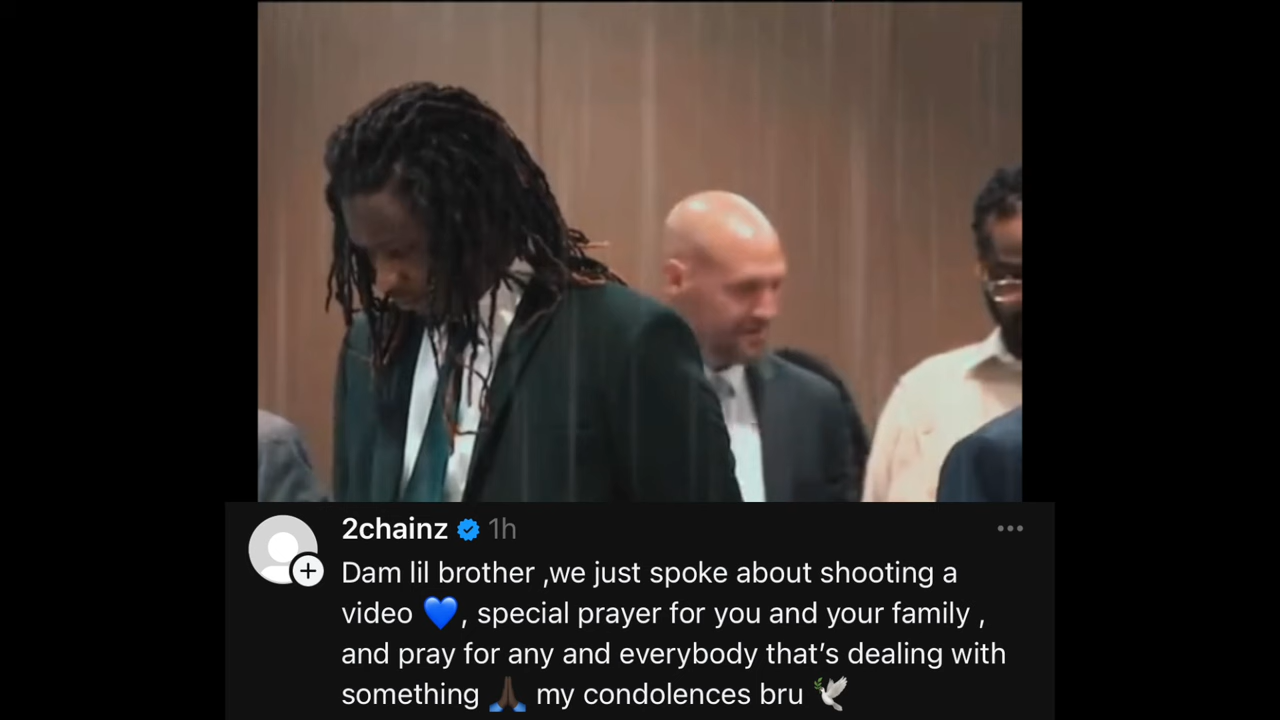 2chainz 1h
Dam lil brother ,we just spoke about shooting a
video 💙, special prayer for you and your family ,
and pray for any and everybody that’s dealing with
something 🙏🏿 my condolences bru 🕊️